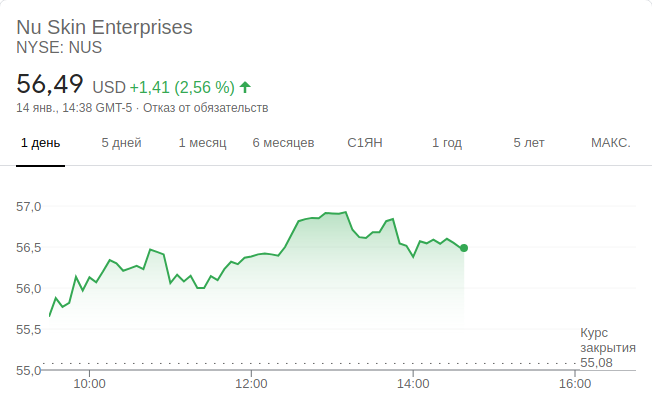 Nu Skin Enterprises
NYSE: NUS
56,49 USD +1,41 (2,56 %)
14 янв., 14:38 GMT-5 · Отказ от обязательств
1 день 5 дней 1 месяц 6 месяцев С1ЯН 1 год 5 лет МАКС.
57,0
56,5
56,0
55,5
55,0
Курс
закрытия
55,08
10:00 12:00 14:00 16:00